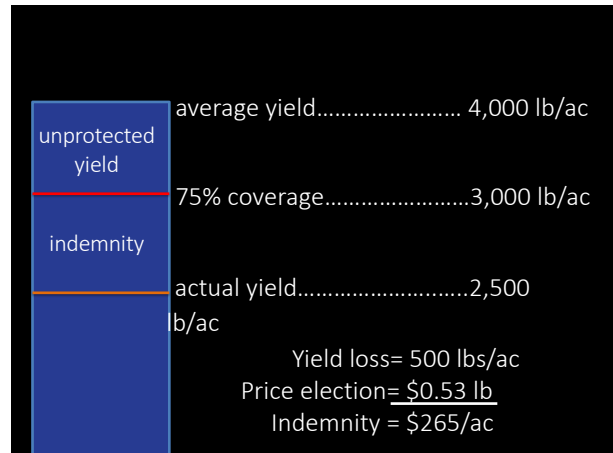 average yield…………………… 4,000 lb/ac
unprotected
yield
75% coverage………………….3,000 lb/ac
indemnity
actual yield……………………..2,500
lb/ac
Yield loss= 500 lbs/ac
Price election= $0.53 lb
Indemnity = $265/ac